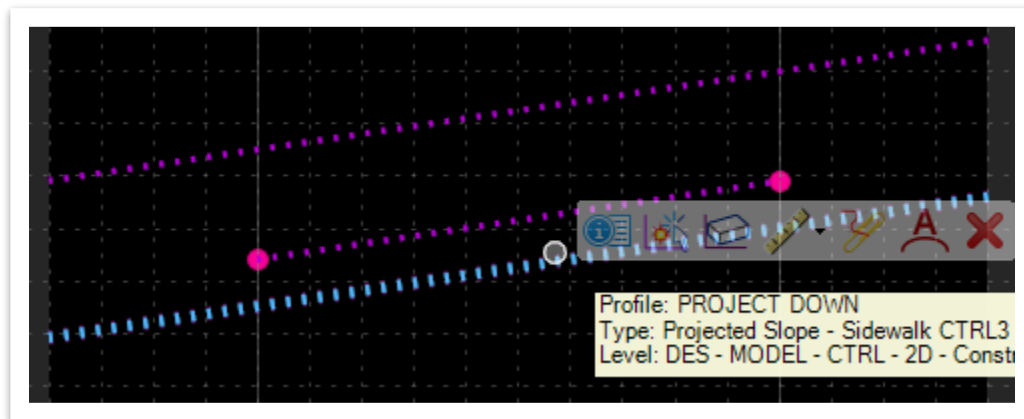 A
Profile: PROJECT DOWN
Type: Projected Slope - Sidewalk CTRL3
Level: DES - MODEL - CTRL - 2D - Constr